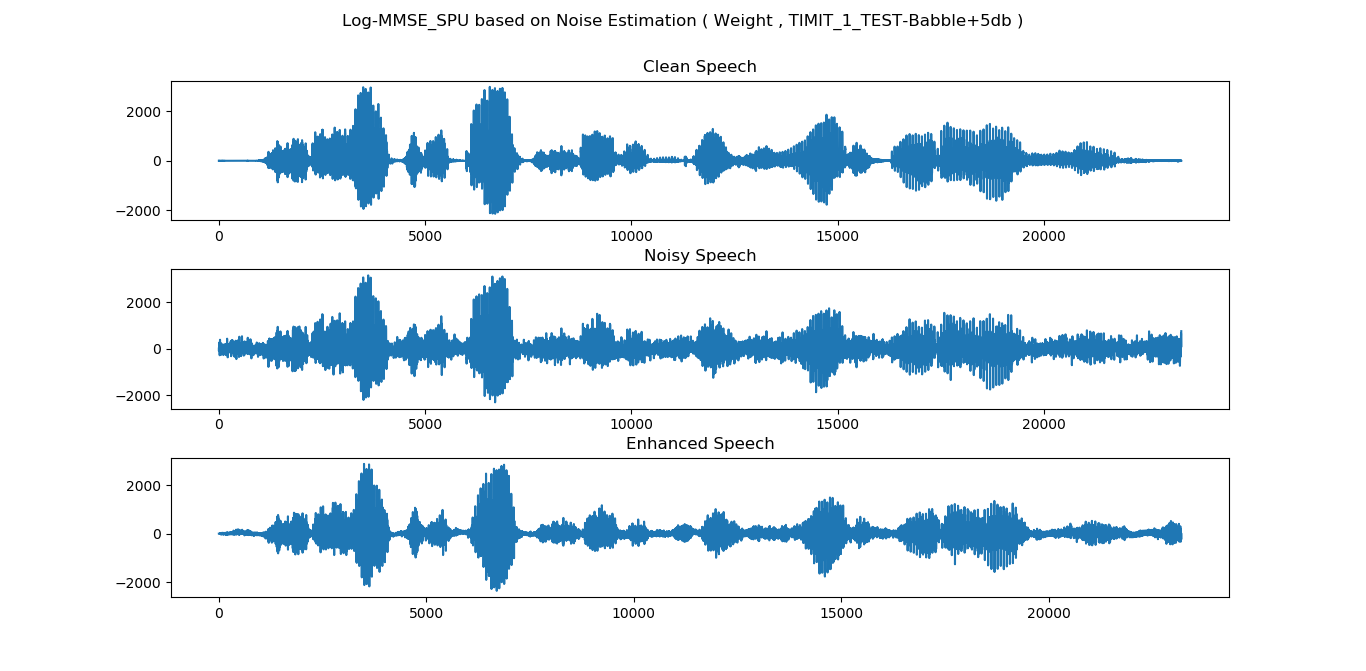 Log-MMSE_SPU based on Noise Estimation ( Weight , TIMIT_1_TEST-Babble+5db )
Clean Speech
2000
0
−2000
0 5000 10000 15000 20000
Noisy Speech
2000
0
−2000
0 5000 10000 15000 20000
Enhanced Speech
2000
0
−2000
0 5000 10000 15000 20000